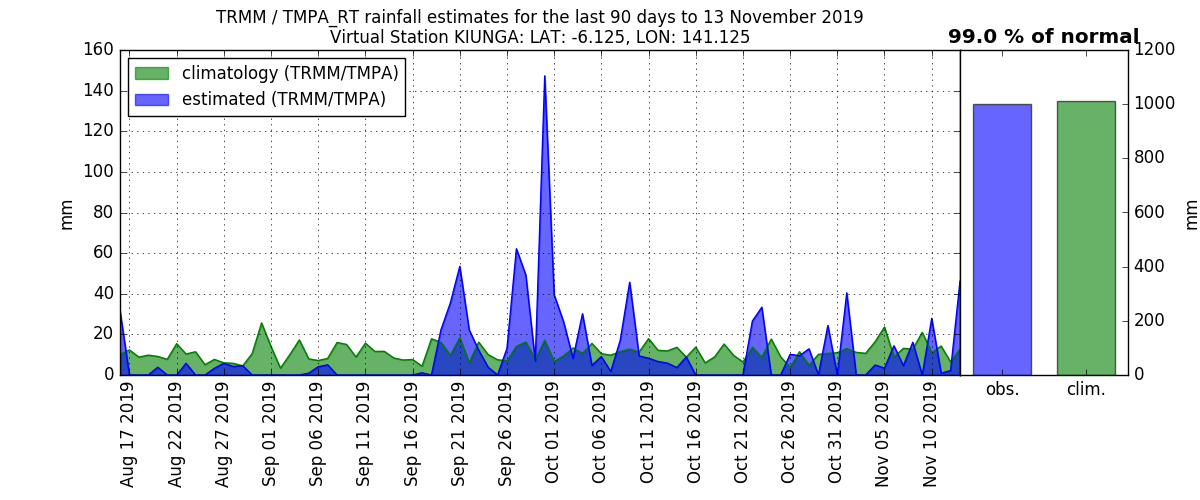 TRMM / TMPA_RT rainfall estimates for the last 90 days to 13 November 2019
Virtual Station KIUNGA: LAT: -6.125, LON: 141.125
99.0 % of normal
climatology (TRMM/TMPA)
estimated (TRMM/TMPA)
mm
160
140
120
100
80
60
40
20
0
Aug 17 2019
Aug 22 2019
Aug 27 2019
Sep 01 2019
Sep 06 2019
Sep 11 2019
Sep 16 2019
Sep 21 2019
Sep 26 2019
Oct 01 2019
Oct 06 2019
Oct 11 2019
Oct 16 2019
Oct 21 2019
Oct 26 2019
Oct 31 2019
Nov 05 2019
Nov 10 2019
obs.
clim.
1200
1000
800
600
400
200
0
mm